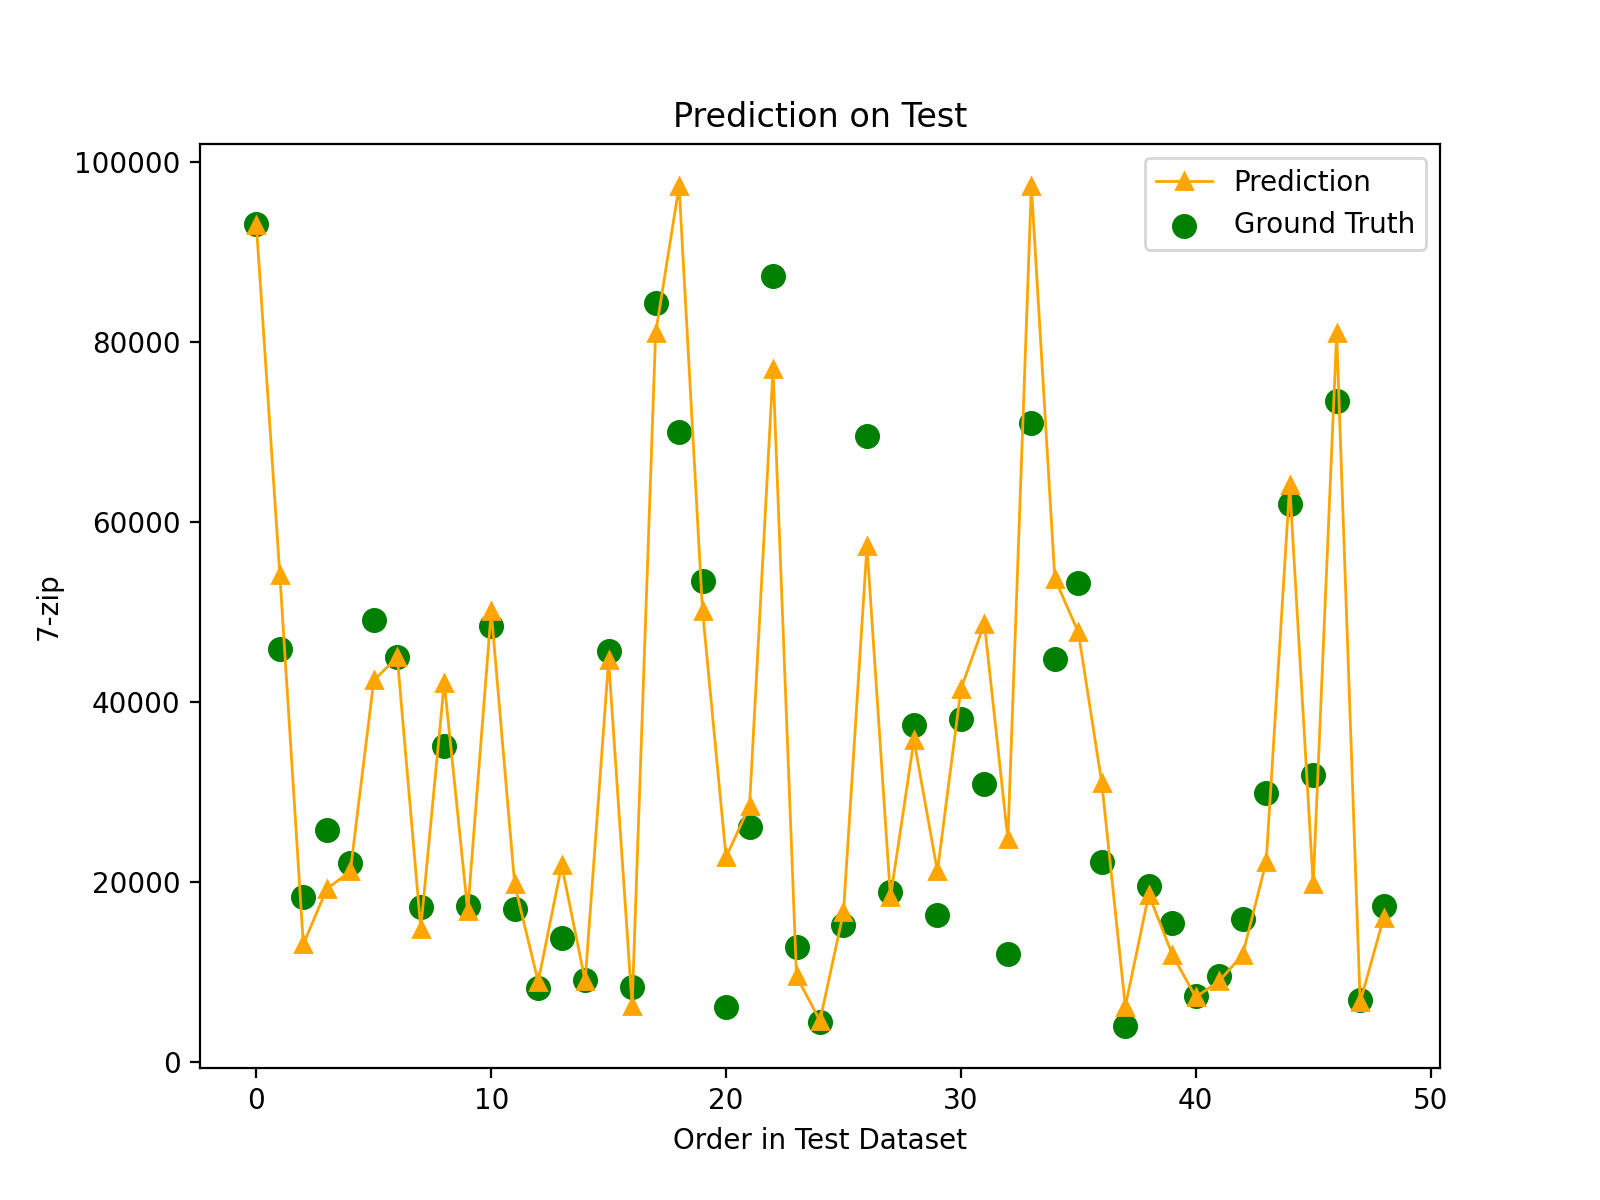 Prediction on Test
100000
80000
60000
40000
20000
0
7-zip
Prediction
Ground Truth
0 10 20 30 40 50
Order in Test Dataset